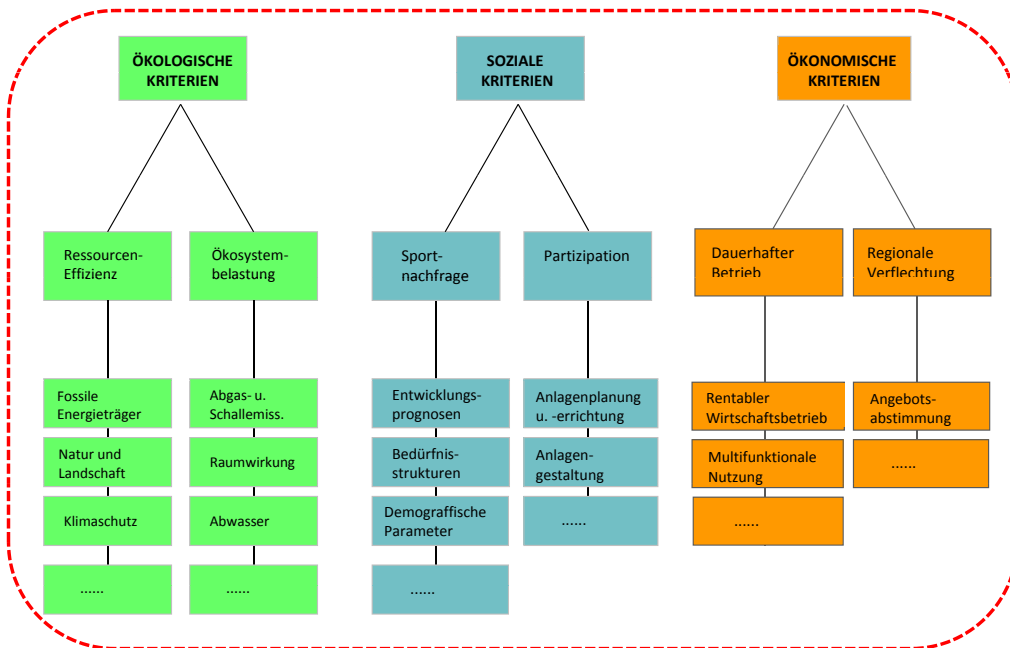 ÖKOLOGISCHE
KRITERIEN
Ressourcen-
Effizienz
Fossile
Energieträger
Natur und
Landschaft
Klimaschutz
......
Ökosystem-
belastung
Abgas- u.
Schallemiss.
Raumwirkung
Abwasser
......
SOZIALE
KRITERIEN
Sport-
nachfrage
Entwicklungs-
prognosen
Bedürfnis-
strukturen
Demograffische
Parameter
......
Partizipation
Anlagenplanung
u. -errichtung
Anlagen-
gestaltung
......
ÖKONOMISCHE
KRITERIEN
Dauerhafter
Betrieb
Rentabler
Wirtschaftsbetrieb
Multifunktionale
Nutzung
......
Regionale
Verflechtung
Angebots-
abstimmung
......